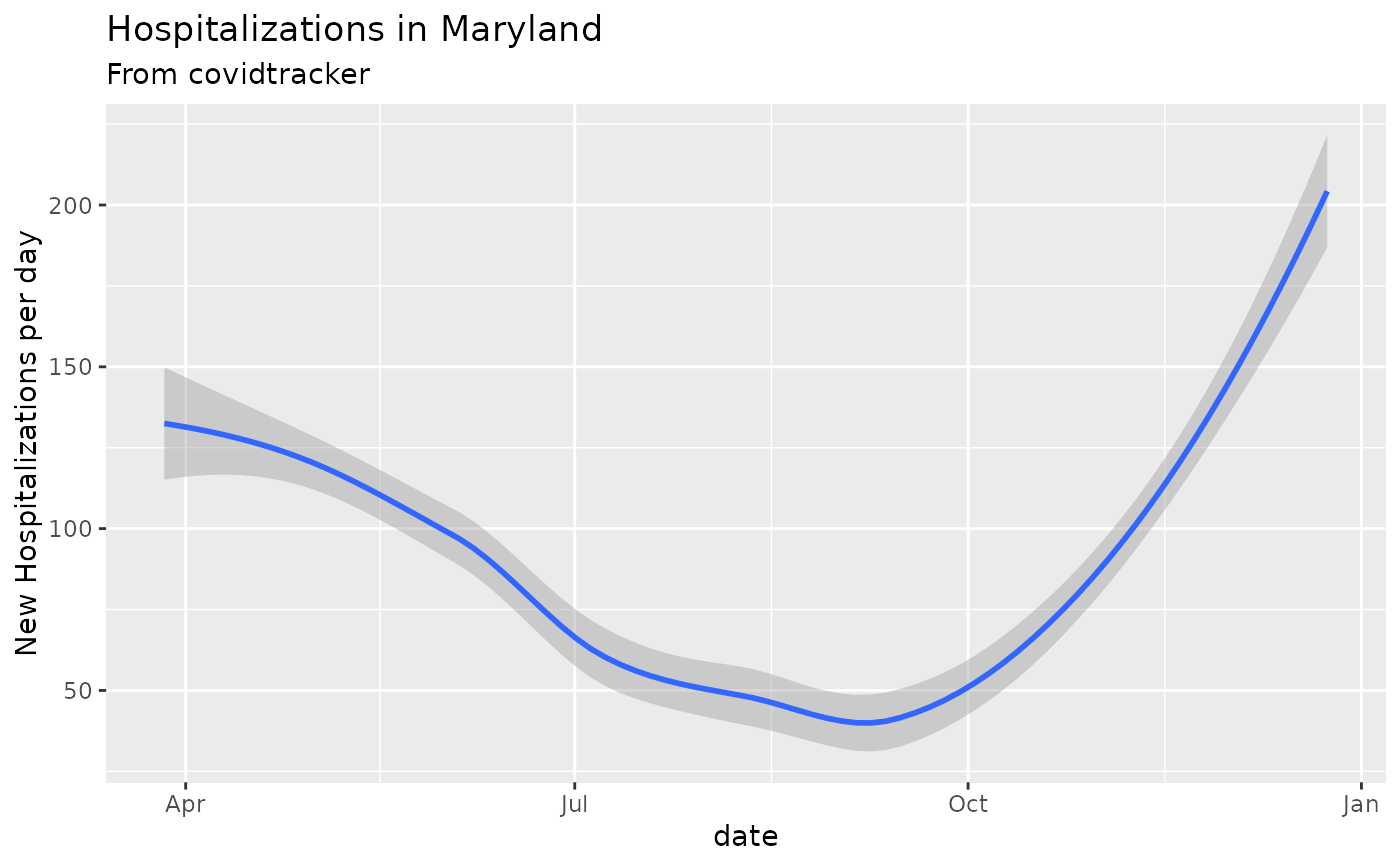 Hospitalizations in Maryland
From covidtracker
New Hospitalizations per day
200
150
100
50
Apr
Jul
Oct
Jan
date